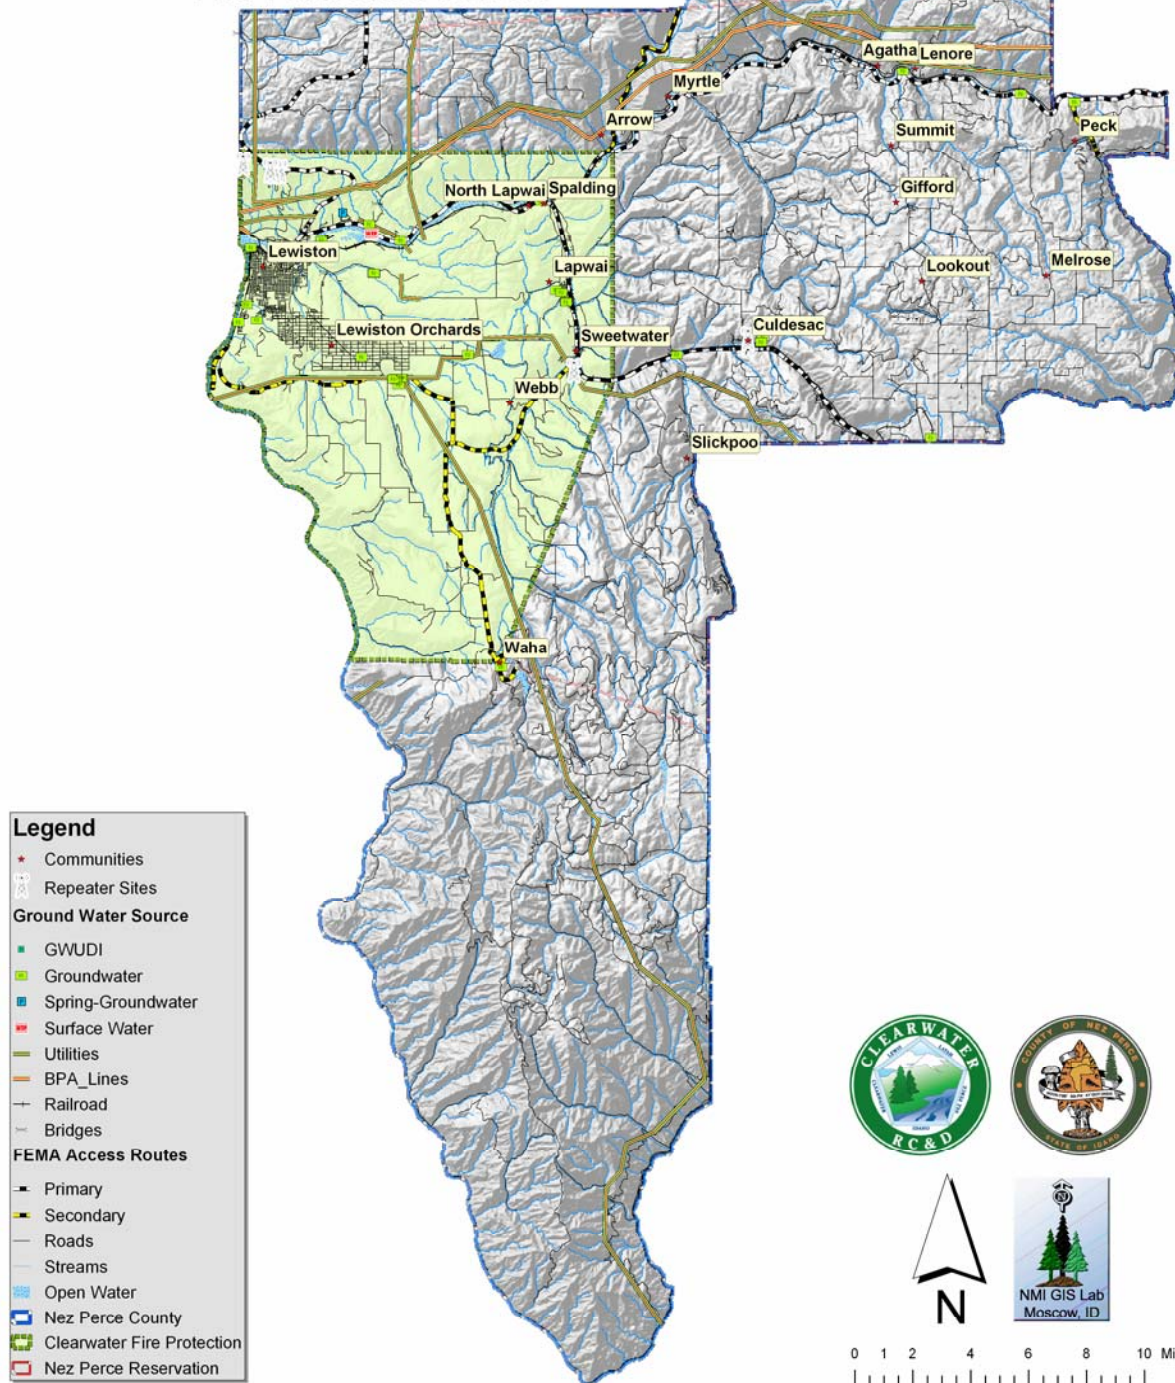 Agatha
Lenore
Myrtle
Arrow
Summit
Peck
North Lapwai
Spalding
Gifford
Lewiston
Lapwai
Lookout
Melrose
Lewiston Orchards
Sweetwater
Culdesac
Webb
Slickpoo
Waha
Legend
Communities
Repeater Sites
Ground Water Source
GWUDI
Groundwater
Spring-Groundwater
Surface Water
Utilities
BPA_Lines
Railroad
Bridges
FEMA Access Routes
Primary
Secondary
Roads
Streams
Open Water
Nez Perce County
Clearwater Fire Protection
Nez Perce Reservation
CLEARWATER
RC&D
COUNTY OF NEZ PERCE
STATE OF IDAHO
N
N
NMI GIS Lab
Moscow, ID
0 1 2 4 6 8 10 Mi